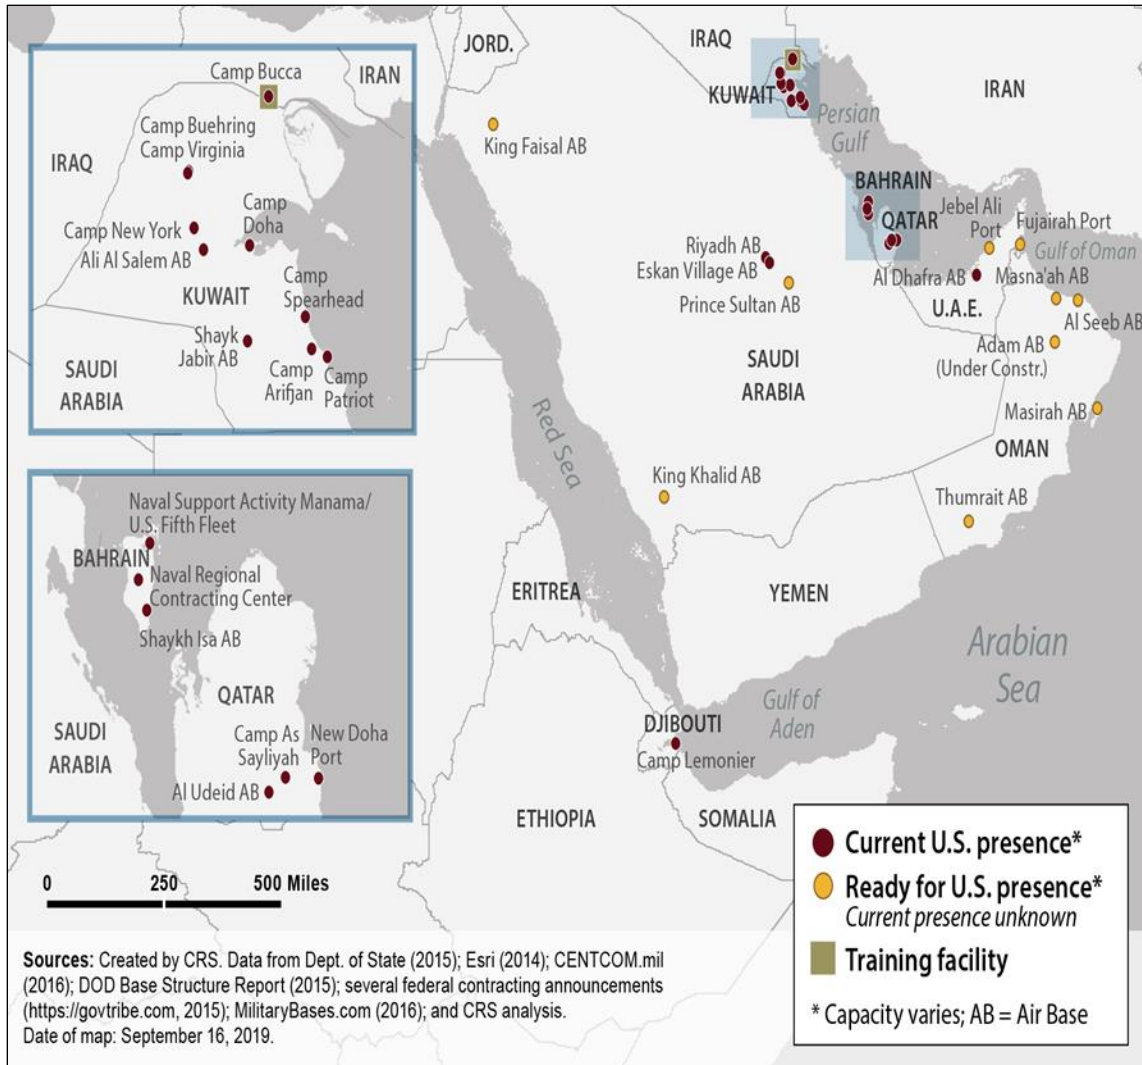 Camp Bucca
IRAN
Camp Buehring
Camp Virginia
IRAQ
Camp New York
Ali Al Salem AB
Camp
Doha
KUWAIT
Camp
Spearhead
Shayk
Jabir AB
Camp
Arifjan
Camp
Patriot
SAUDI
ARABIA
Naval Support Activity Manama/
U.S. Fifth Fleet
BAHRAIN
Naval Regional
Contracting Center
Shaykh Isa AB
QATAR
SAUDI
ARABIA
Camp As
Sayliyah
New Doha
Port
Al Udeid AB
JORD.
IRAQ
KUWAIT
IRAN
Persian
Gulf
King Faisal AB
BAHRAIN
QATAR
Jebel Ali
Port
Fujairah Port
Gulf of Oman
Riyadh AB
Eskan Village AB
Prince Sultan AB
Al Dhafra AB
Masna'ah AB
U.A.E.
Al Seeb AB
Adam AB
(Under Constr.)
SAUDI
ARABIA
Masirah AB
OMAN
Red Sea
King Khalid AB
Thumrait AB
ERITREA
YEMEN
Arabian
Sea
DJIBOUTI
Gulf of
Aden
Camp Lemonier
ETHIOPIA
SOMALIA
0 250 500 Miles
Current U.S. presence*
Ready for U.S. presence*
Current presence unknown
Training facility
* Capacity varies; AB = Air Base
Sources: Created by CRS. Data from Dept. of State (2015); Esri (2014); CENTCOM.mil
(2016); DOD Base Structure Report (2015); several federal contracting announcements
(https://govtribe.com, 2015); MilitaryBases.com (2016); and CRS analysis.
Date of map: September 16, 2019.